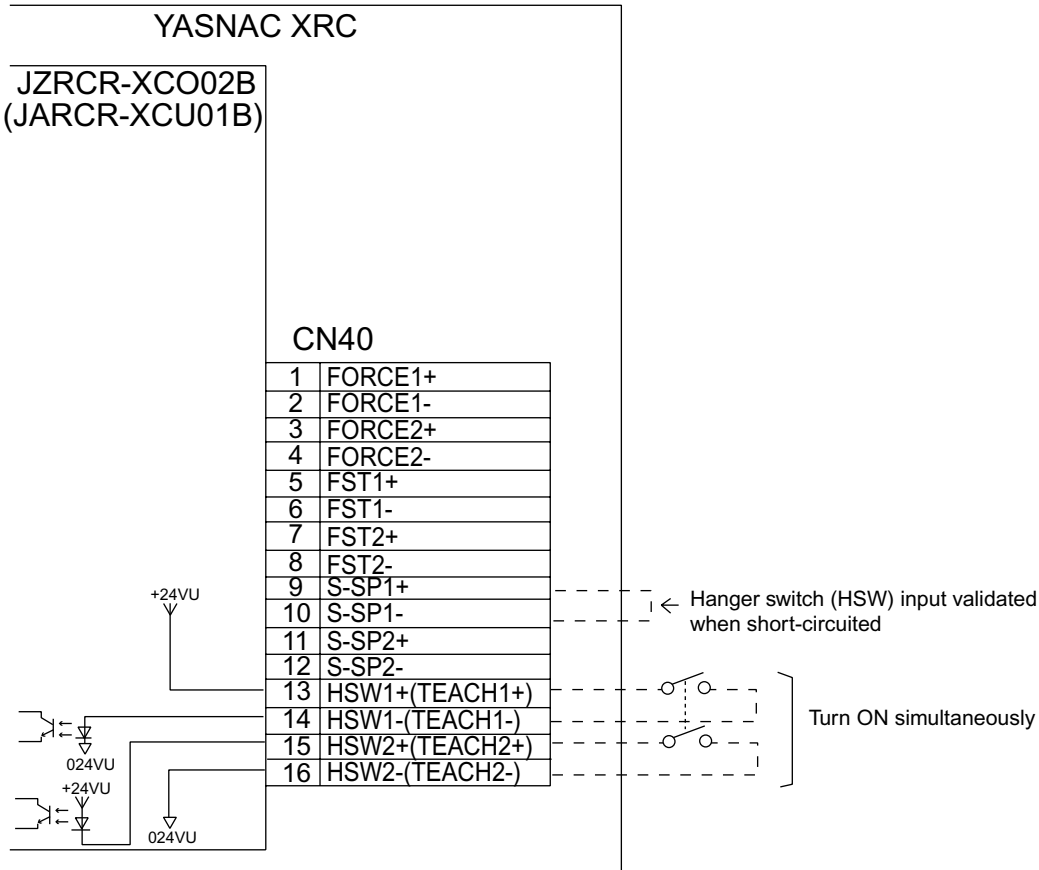 YASNAC XRC
JZRCR-XCO02B
(JARCR-XCU01B)
CN40
1 FORCE1+
2 FORCE1-
3 FORCE2+
4 FORCE2-
5 FST1+
6 FST1-
7 FST2+
8 FST2-
9 S-SP1+
10 S-SP1-
11 S-SP2+
12 S-SP2-
13 HSW1+(TEACH1+)
14 HSW1-(TEACH1-)
15 HSW2+(TEACH2+)
16 HSW2-(TEACH2-)
+24VU
024VU
+24VU
024VU
Hanger switch (HSW) input validated
when short-circuited
Turn ON simultaneously